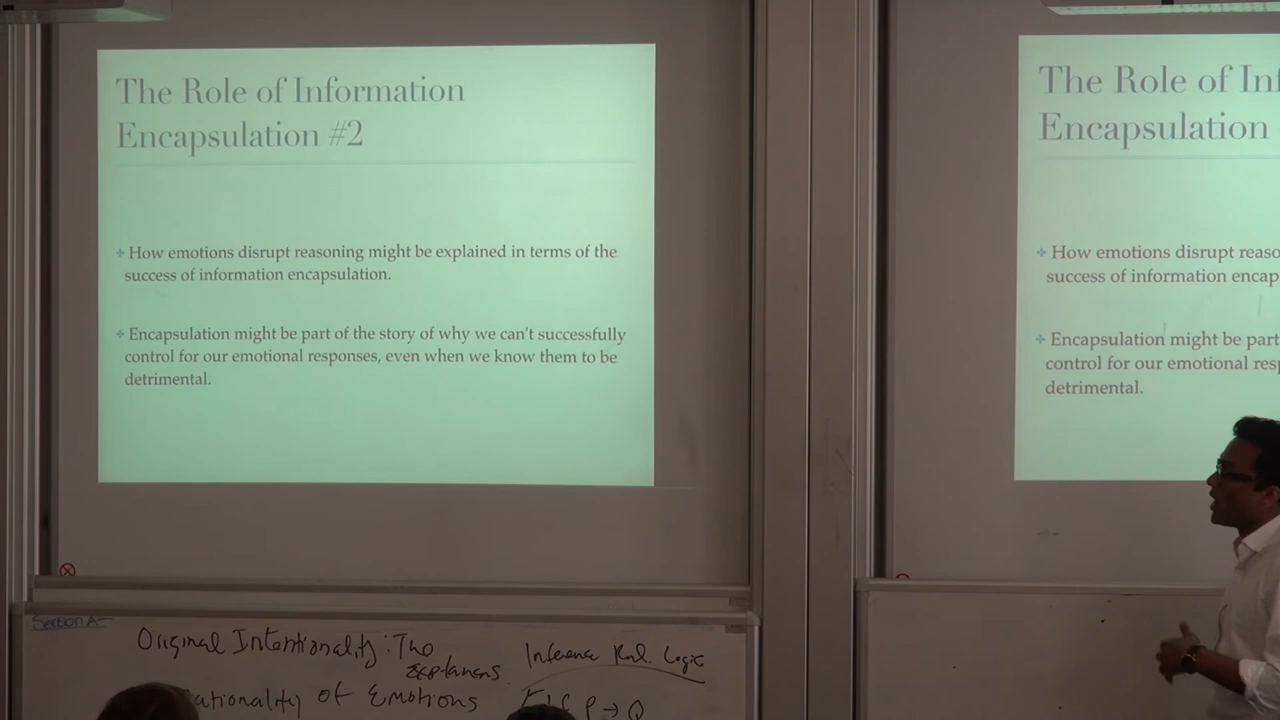 The Role of Information
Encapsulation #2
How emotions disrupt reasoning might be explained in terms of the
success of information encapsulation.
Encapsulation might be part of the story of why we can't successfully
control for our emotional responses, even when we know them to be
detrimental.
The Role of Inf
Encapsulation
How emotions disrupt reaso
success of information encap
Encapsulation might be part
control for our emotional resp
detrimental.
Section A
Original Intentionality: Two
Explanans
ationality of Emotions
Inference Rul. Logic
P → Q